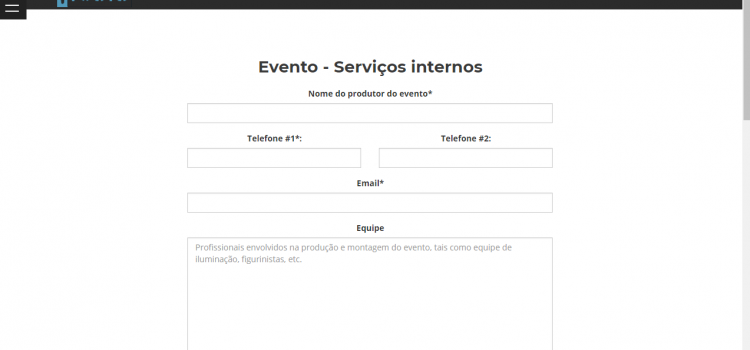 Evento - Serviços internos
Nome do produtor do evento*
Telefone #1*: Telefone #2:
Email*
Equipe
Profissionais envolvidos na produção e montagem do evento, tais como equipe de
iluminação, figurinistas, etc.